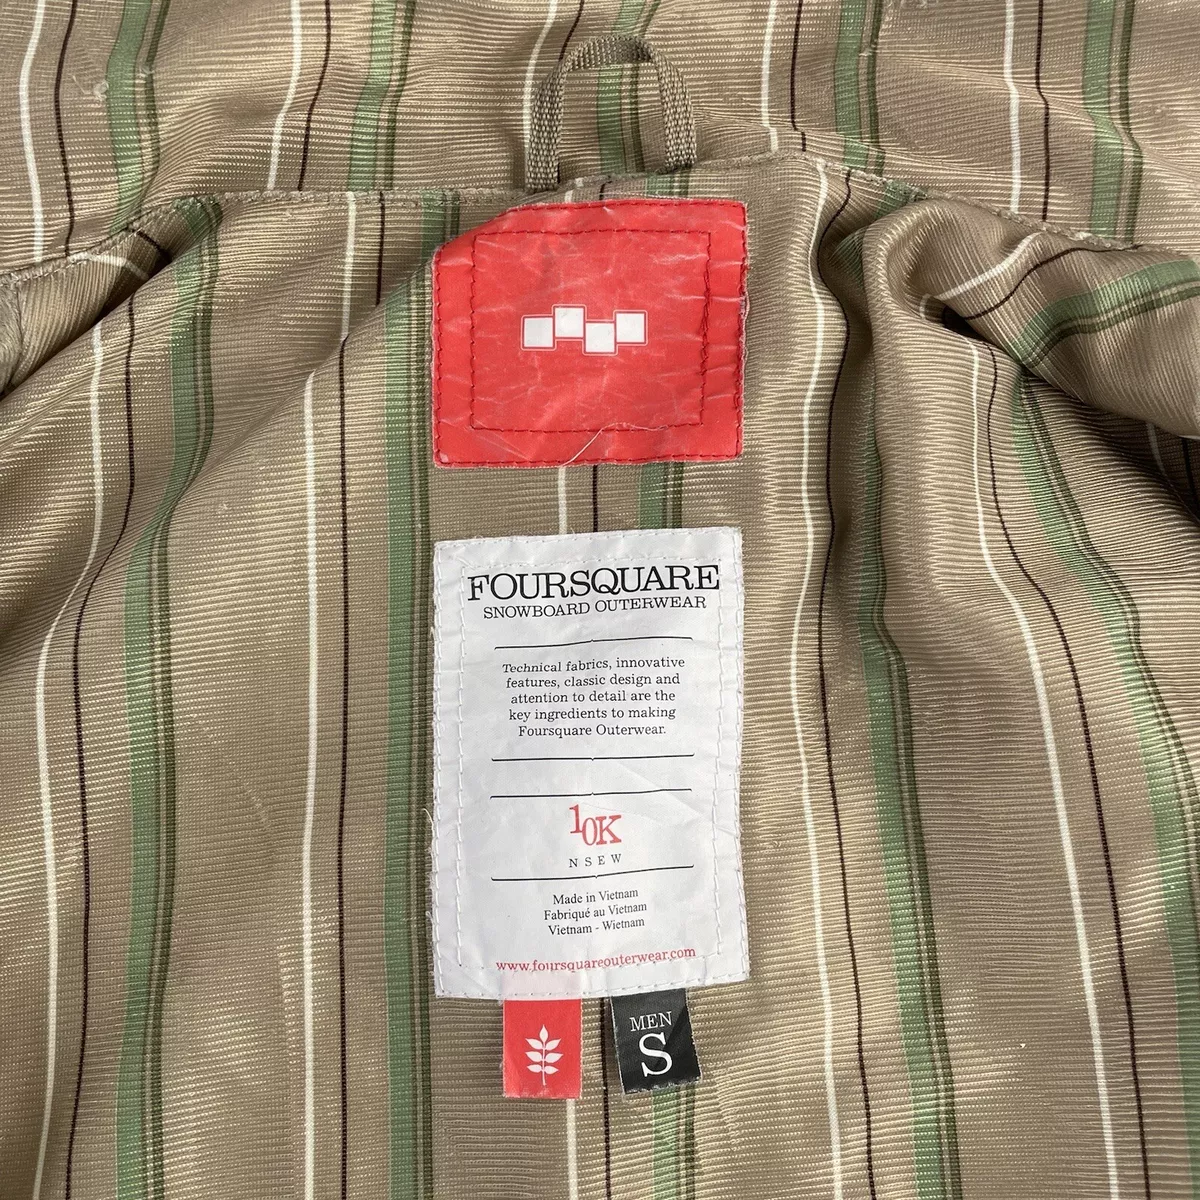 FOURSQUARE
SNOWBOARD OUTERWEAR
Technical fabrics, innovative
features, classic design and
attention to detail are the
key ingredients to making
Foursquare Outerwear.
10K
N S E W
Made in Vietnam
Fabriqué au Vietnam
Vietnam - Wietnam
www.foursquareouterwear.com
MEN
S